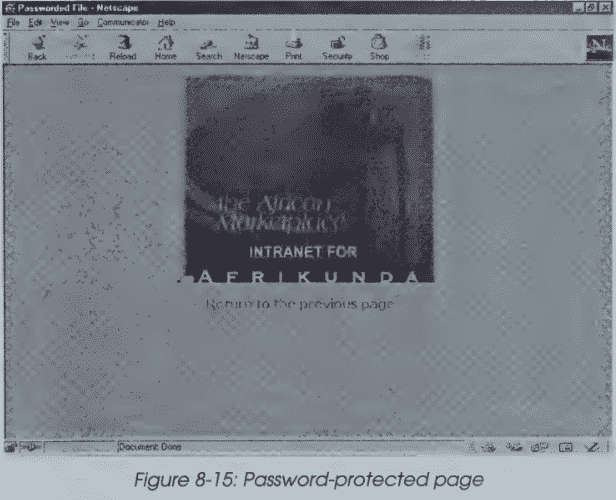 Passworded File - Netscape
File Edit View Go Communicator Help
Back Reload Home Search Netscape Print Security Shop
the African
Marketplace
INTRANET FOR
AFRIKUNDA
Return to the previous page
Document: Done
Figure 8-15: Password-protected page